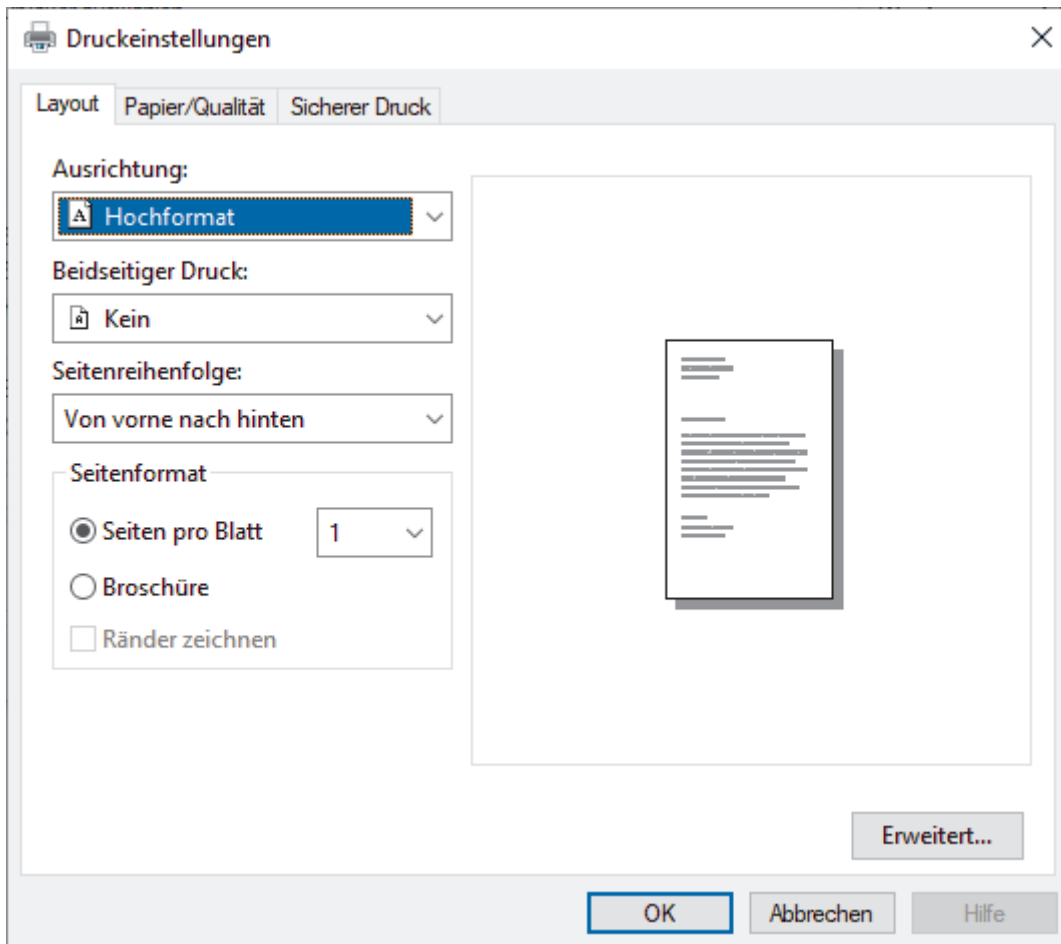 Druckeinstellungen
Layout Papier/Qualität Sicherer Druck
Ausrichtung:
A Hochformat
Beidseitiger Druck:
A Kein
Seitenreihenfolge:
Von vorne nach hinten
Seitenformat
Seiten pro Blatt 1
Broschüre
Ränder zeichnen
Erweitert...
OK Abbrechen Hilfe